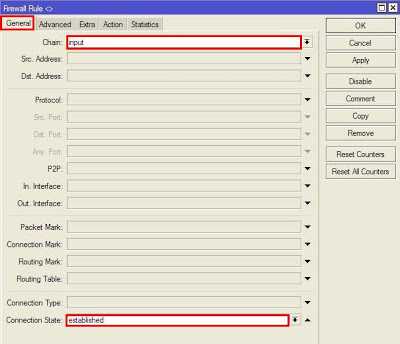 Firewall Rule <>
General Advanced Extra Action Statistics
Chain: input
Src. Address:
Dst. Address:
Protocol:
Src. Port:
Dst. Port:
Any. Port:
P2P:
In. Interface:
Out. Interface:
Packet Mark:
Connection Mark:
Routing Mark:
Routing Table:
Connection Type:
Connection State: established
OK
Cancel
Apply
Disable
Comment
Copy
Remove
Reset Counters
Reset All Counters